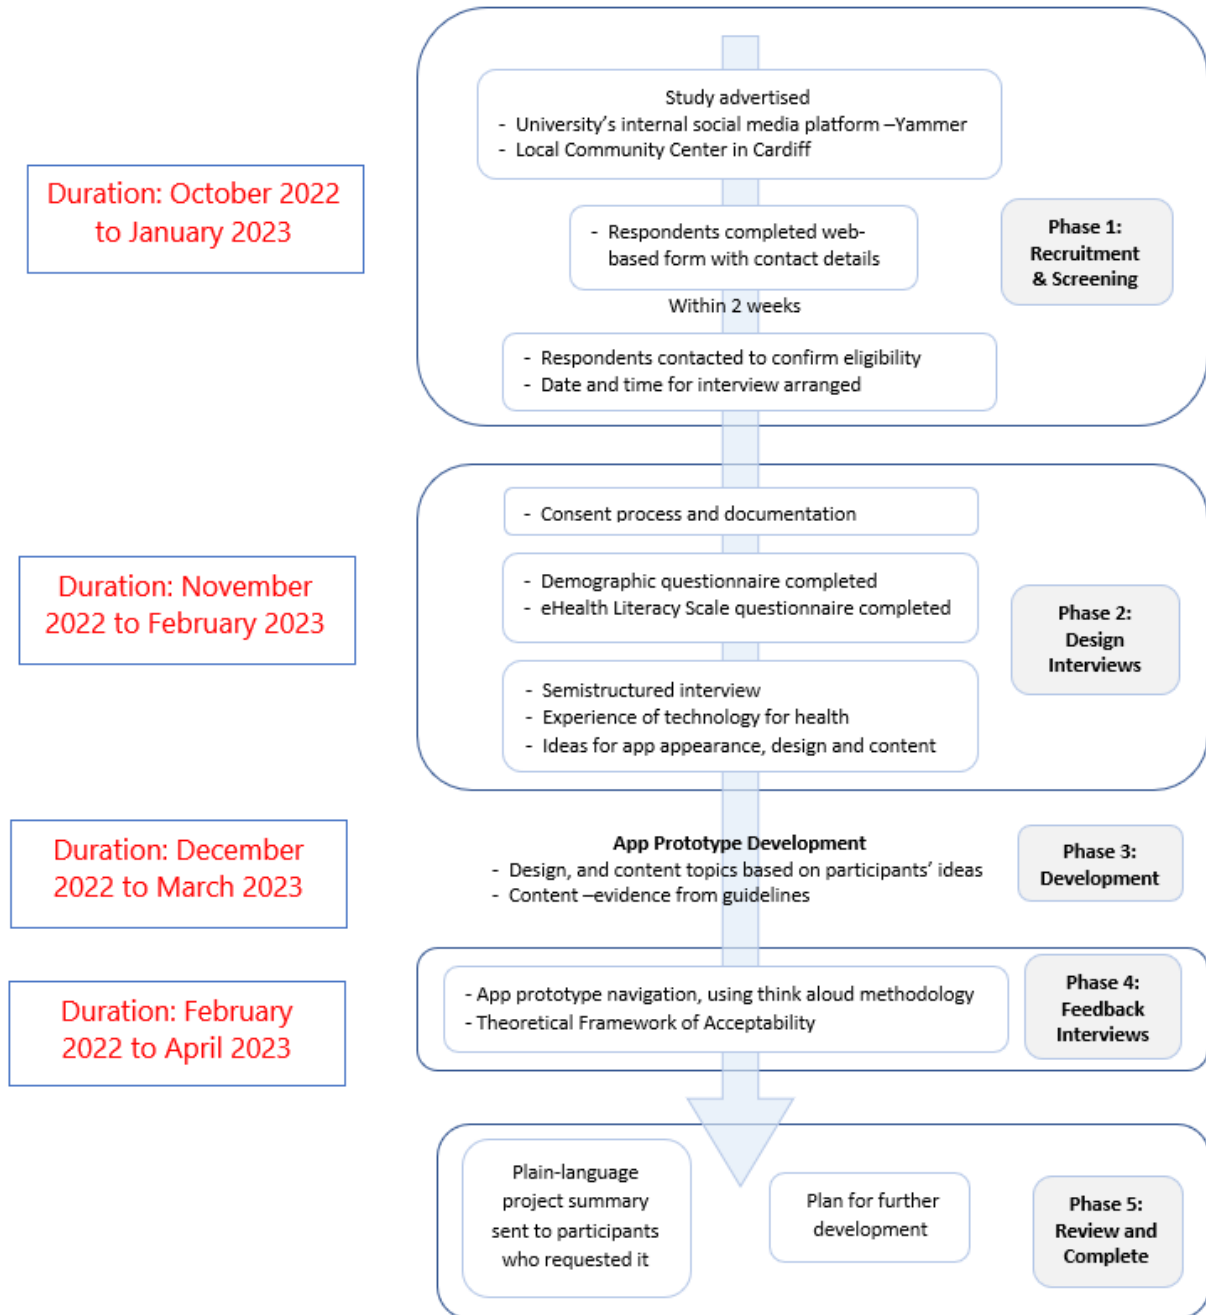 Study advertised
- University’s internal social media platform –Yammer
- Local Community Center in Cardiff
Duration: October 2022
to January 2023
- Respondents completed web-
based form with contact details
Phase 1:
Recruitment
& Screening
Within 2 weeks
- Respondents contacted to confirm eligibility
- Date and time for interview arranged
- Consent process and documentation
Duration: November
2022 to February 2023
- Demographic questionnaire completed
- eHealth Literacy Scale questionnaire completed
Phase 2:
Design
Interviews
- Semistructured interview
- Experience of technology for health
- Ideas for app appearance, design and content
Duration: December
2022 to March 2023
App Prototype Development
- Design, and content topics based on participants’ ideas
- Content –evidence from guidelines
Phase 3:
Development
Duration: February
2022 to April 2023
- App prototype navigation, using think aloud methodology
- Theoretical Framework of Acceptability
Phase 4:
Feedback
Interviews
Plain-language
project summary
sent to participants
who requested it
Plan for further
development
Phase 5:
Review and
Complete